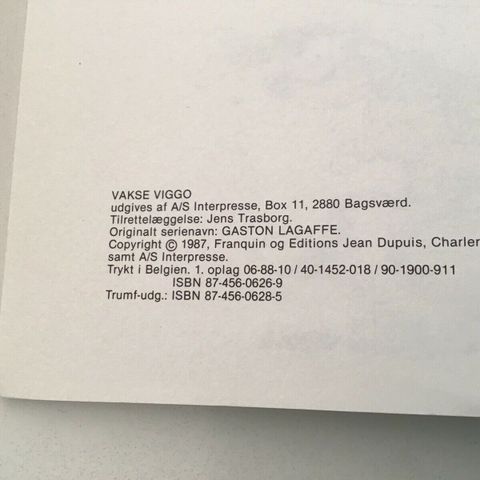 VAKSE VIGGO
udgives af A/S Interpresse, Box 11, 2880 Bagsværd.
Tilrettelæggelse: Jens Trasborg.
Originalt serienavn: GASTON LAGAFFE.
Copyright © 1987, Franquin og Editions Jean Dupuis, Charler
samt A/S Interpresse.
Trykt i Belgien. 1. oplag 06-88-10 / 40-1452-018 / 90-1900-911
ISBN 87-456-0626-9
Trumf-udg.: ISBN 87-456-0628-5